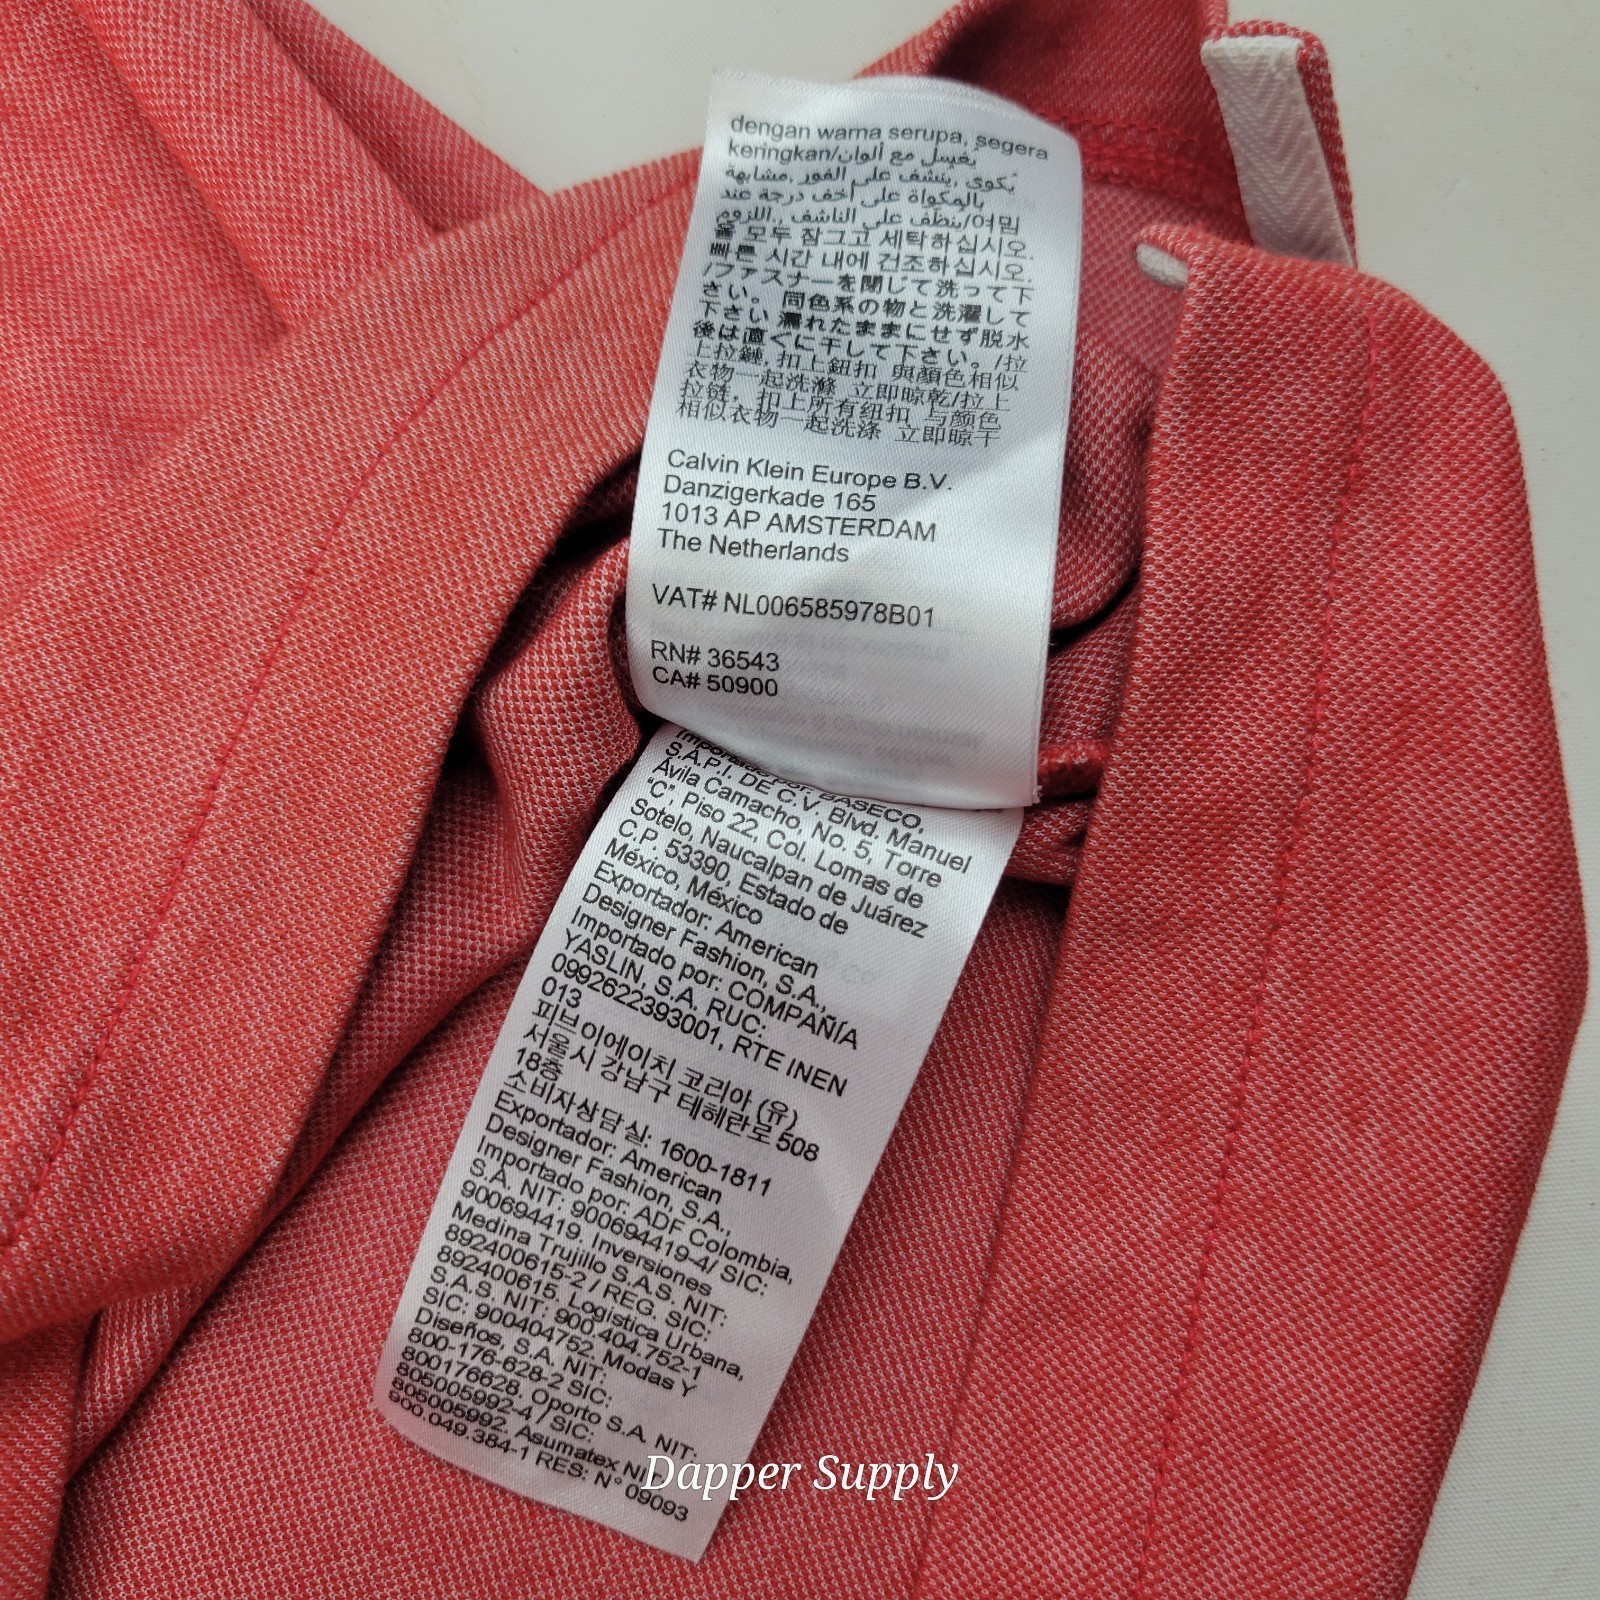 dengan warna serupa, segera
keringkan/يُغسل مع ألوان
مشابهة, ينشف على الفور, يُكوى
بالمكواة على أخف درجة عند
اللزوم., ينظف على الناشف/여밈
을 모두 잠그고 세탁하십시오.
빠른 시간 내에 건조하십시오.
/ファスナーを閉じて洗って下
さい。 同色系の物と洗濯して
下さい 濡れたままにせず脱水
後は直ぐに干して下さい。/拉
上拉鏈, 扣上鈕扣 與顏色相似
衣物一起洗滌 立即晾乾/拉上
拉链, 扣上所有纽扣 与颜色
相似衣物一起洗涤 立即晾干
Calvin Klein Europe B.V.
Danzigerkade 165
1013 AP AMSTERDAM
The Netherlands
VAT# NL006585978B01
RN# 36543
CA# 50900
Importado por: BASECO,
S.A.P.I. DE C.V. Blvd. Manuel
Ávila Camacho, No. 5, Torre
"C", Piso 22, Col. Lomas de
Sotelo, Naucalpan de Juárez
C.P. 53390, Estado de
México, México
Exportador: American
Designer Fashion, S.A.,
Importado por: COMPAÑÍA
YASLIN, S.A. RUC:
0992622393001, RTE INEN
013
피브이에이치 코리아 (유)
서울시 강남구 테헤란로 508
18층
소비자상담실: 1600-1811
Exportador: American
Designer Fashion, S.A.,
Importado por: ADF Colombia,
S.A. NIT: 900694419-4/ SIC:
900694419. Inversiones
Medina Trujillo S.A.S. NIT:
892400615-2 / REG. SIC:
892400615. Logistica Urbana,
S.A.S. NIT: 900.404.752-1
SIC: 900404752. Modas Y
Diseños, S.A. NIT:
800-176-628-2 SIC:
800176628. Oporto S.A. NIT:
805005992-4 / SIC:
805005992. Asumatex NIT:
900.049.384-1 RES: N° 09093
Dapper Supply